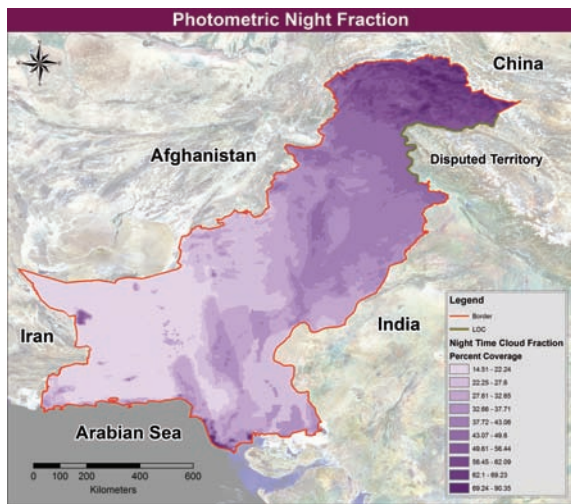 Photometric Night Fraction
China
Afghanistan
Disputed Territory
Iran
India
Arabian Sea
0 100 200 400 600
Kilometers
Legend
Border
LOC
Night Time Cloud Fraction
Percent Coverage
14.51 - 22.24
22.25 - 27.6
27.61 - 32.65
32.66 - 37.71
37.72 - 43.06
43.07 - 49.6
49.61 - 56.44
56.45 - 62.09
62.1 - 69.23
69.24 - 90.35